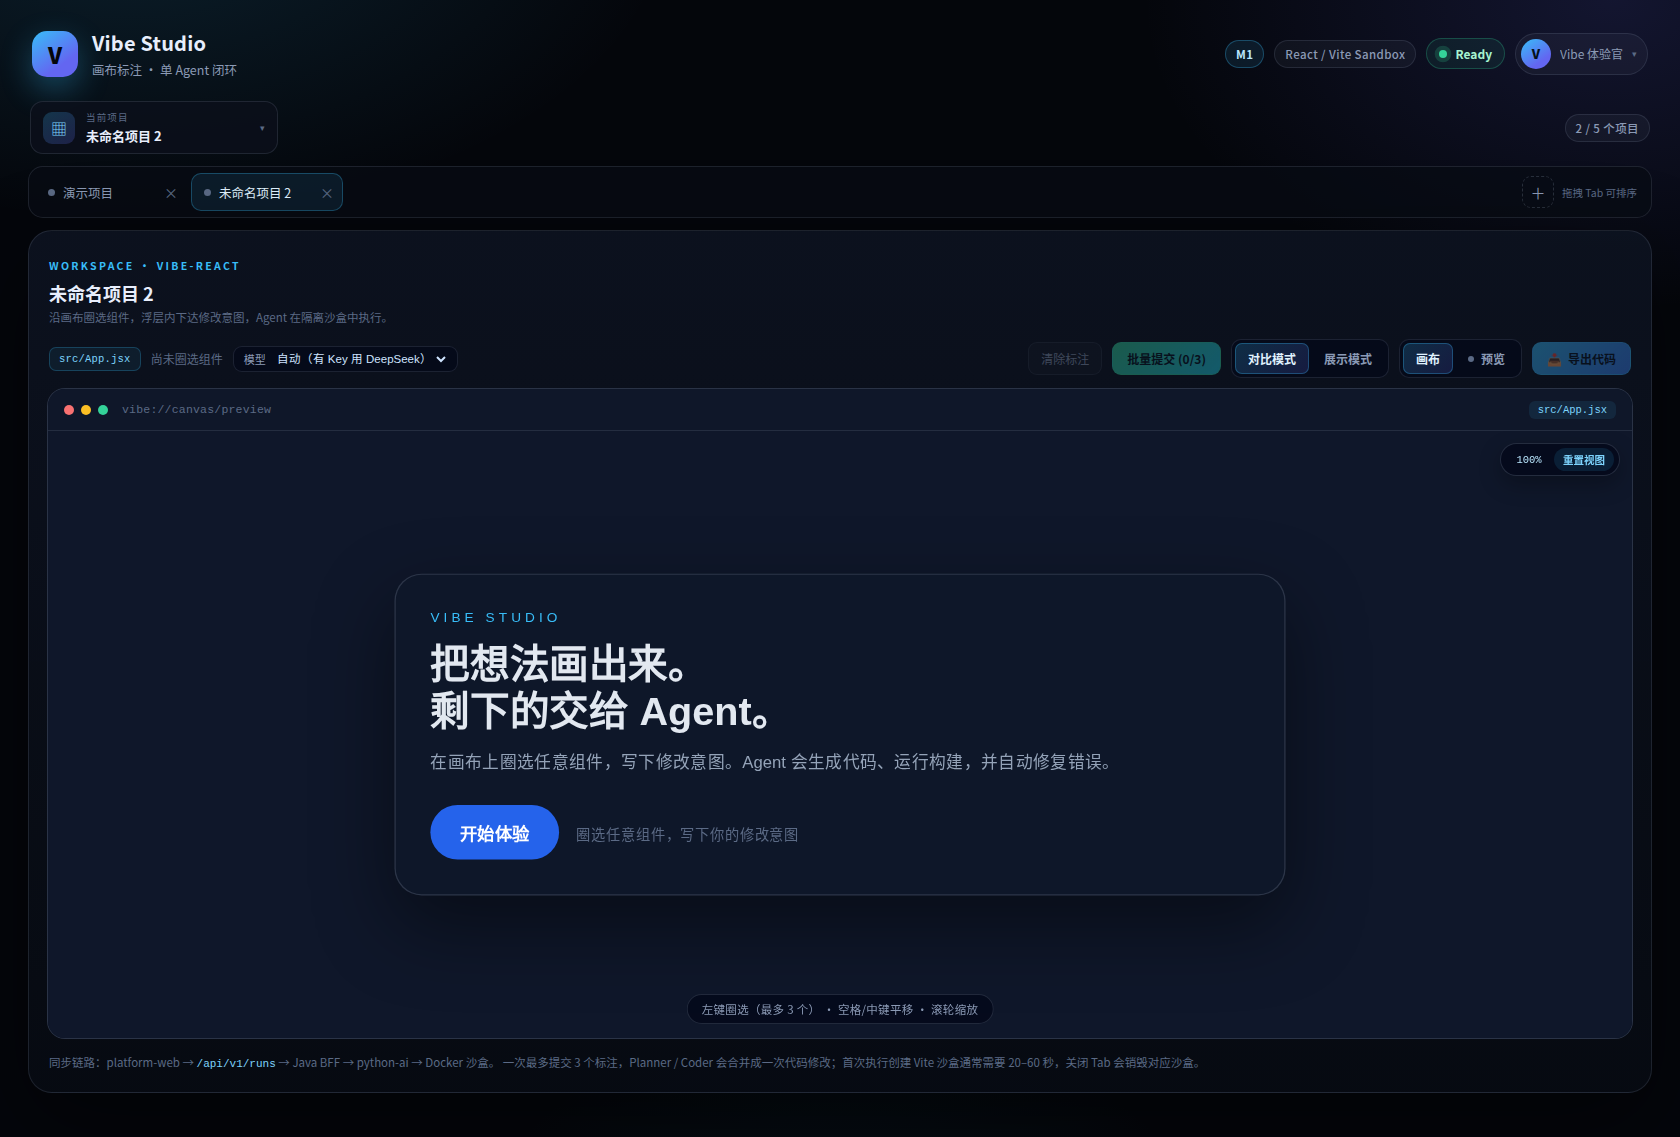 V
Vibe Studio
画布标注 · 单 Agent 闭环
M1
React / Vite Sandbox
Ready
V
Vibe 体验官
当前项目
未命名项目 2
2 / 5 个项目
演示项目 ×
未命名项目 2 ×
+
拖拽 Tab 可排序
WORKSPACE · VIBE-REACT
未命名项目 2
沿画布圈选组件，浮层内下达修改意图，Agent 在隔离沙盒中执行。
src/App.jsx
尚未圈选组件
模型 自动（有 Key 用 DeepSeek）
清除标注
批量提交 (0/3)
对比模式
展示模式
画布
预览
导出代码
vibe://canvas/preview
src/App.jsx
100%
重置视图
VIBE STUDIO
把想法画出来。
剩下的交给 Agent。
在画布上圈选任意组件，写下修改意图。Agent 会生成代码、运行构建，并自动修复错误。
开始体验
圈选任意组件，写下你的修改意图
左键圈选（最多 3 个） · 空格/中键平移 · 滚轮缩放
同步链路：platform-web → /api/v1/runs → Java BFF → python-ai → Docker 沙盒。 一次最多提交 3 个标注，Planner / Coder 会合并成一次代码修改；首次执行创建 Vite 沙盒通常需要 20–60 秒，关闭 Tab 会销毁对应沙盒。